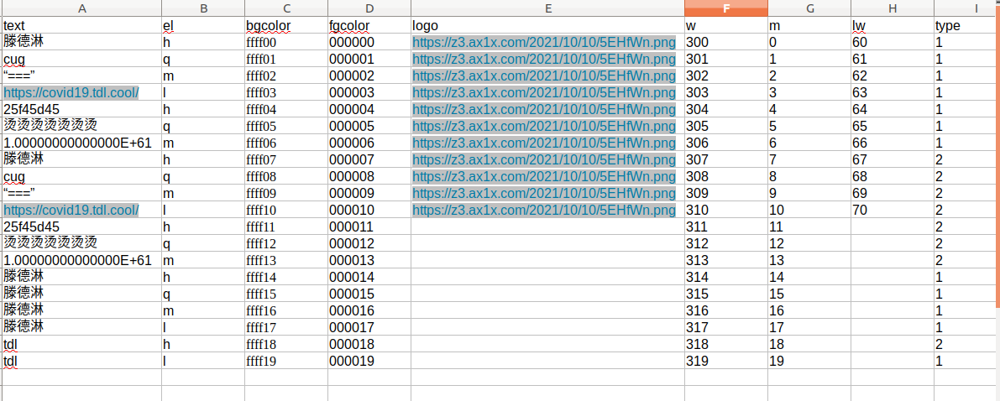 A B C D E F G H I
text el bgcolor fgcolor logo w m lw type
滕德淋 h ffff00 000000 https://z3.ax1x.com/2021/10/10/5EHfWn.png 300 0 60 1
cug q ffff01 000001 https://z3.ax1x.com/2021/10/10/5EHfWn.png 301 1 61 1
“===” m ffff02 000002 https://z3.ax1x.com/2021/10/10/5EHfWn.png 302 2 62 1
https://covid19.tdl.cool/ l ffff03 000003 https://z3.ax1x.com/2021/10/10/5EHfWn.png 303 3 63 1
25f45d45 h ffff04 000004 https://z3.ax1x.com/2021/10/10/5EHfWn.png 304 4 64 1
烫烫烫烫烫烫烫 q ffff05 000005 https://z3.ax1x.com/2021/10/10/5EHfWn.png 305 5 65 1
1.00000000000000E+61 m ffff06 000006 https://z3.ax1x.com/2021/10/10/5EHfWn.png 306 6 66 1
滕德淋 h ffff07 000007 https://z3.ax1x.com/2021/10/10/5EHfWn.png 307 7 67 2
cug q ffff08 000008 https://z3.ax1x.com/2021/10/10/5EHfWn.png 308 8 68 2
“===” m ffff09 000009 https://z3.ax1x.com/2021/10/10/5EHfWn.png 309 9 69 2
https://covid19.tdl.cool/ l ffff10 000010 https://z3.ax1x.com/2021/10/10/5EHfWn.png 310 10 70 2
25f45d45 h ffff11 000011 311 11 2
烫烫烫烫烫烫烫 q ffff12 000012 312 12 2
1.00000000000000E+61 m ffff13 000013 313 13 2
滕德淋 h ffff14 000014 314 14 1
滕德淋 q ffff15 000015 315 15 1
滕德淋 m ffff16 000016 316 16 1
滕德淋 l ffff17 000017 317 17 1
tdl h ffff18 000018 318 18 2
tdl l ffff19 000019 319 19 1